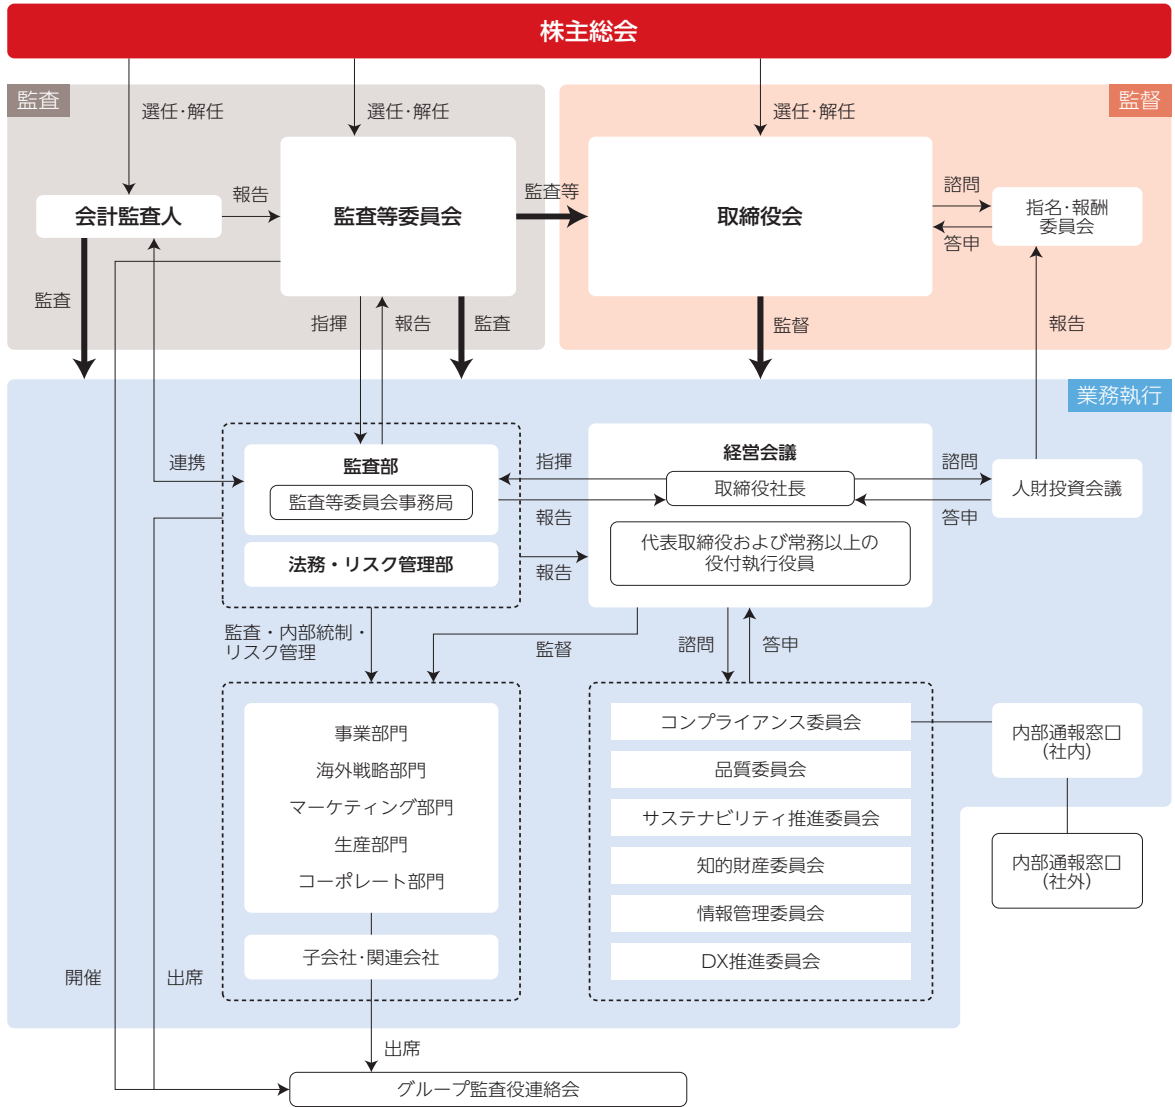 株主総会
監査
監督
選任･解任
選任･解任
選任･解任
会計監査人
報告
監査等委員会
監査等
取締役会
諮問
答申
指名･報酬
委員会
監査
指揮
報告
監査
監督
報告
業務執行
連携
監査部
監査等委員会事務局
法務・リスク管理部
指揮
報告
報告
経営会議
取締役社長
代表取締役および常務以上の
役付執行役員
諮問
答申
人財投資会議
監査・内部統制・
リスク管理
監督
諮問
答申
事業部門
海外戦略部門
マーケティング部門
生産部門
コーポレート部門
子会社･関連会社
コンプライアンス委員会
品質委員会
サステナビリティ推進委員会
知的財産委員会
情報管理委員会
DX推進委員会
内部通報窓口
(社内)
内部通報窓口
(社外)
開催
出席
出席
グループ監査役連絡会